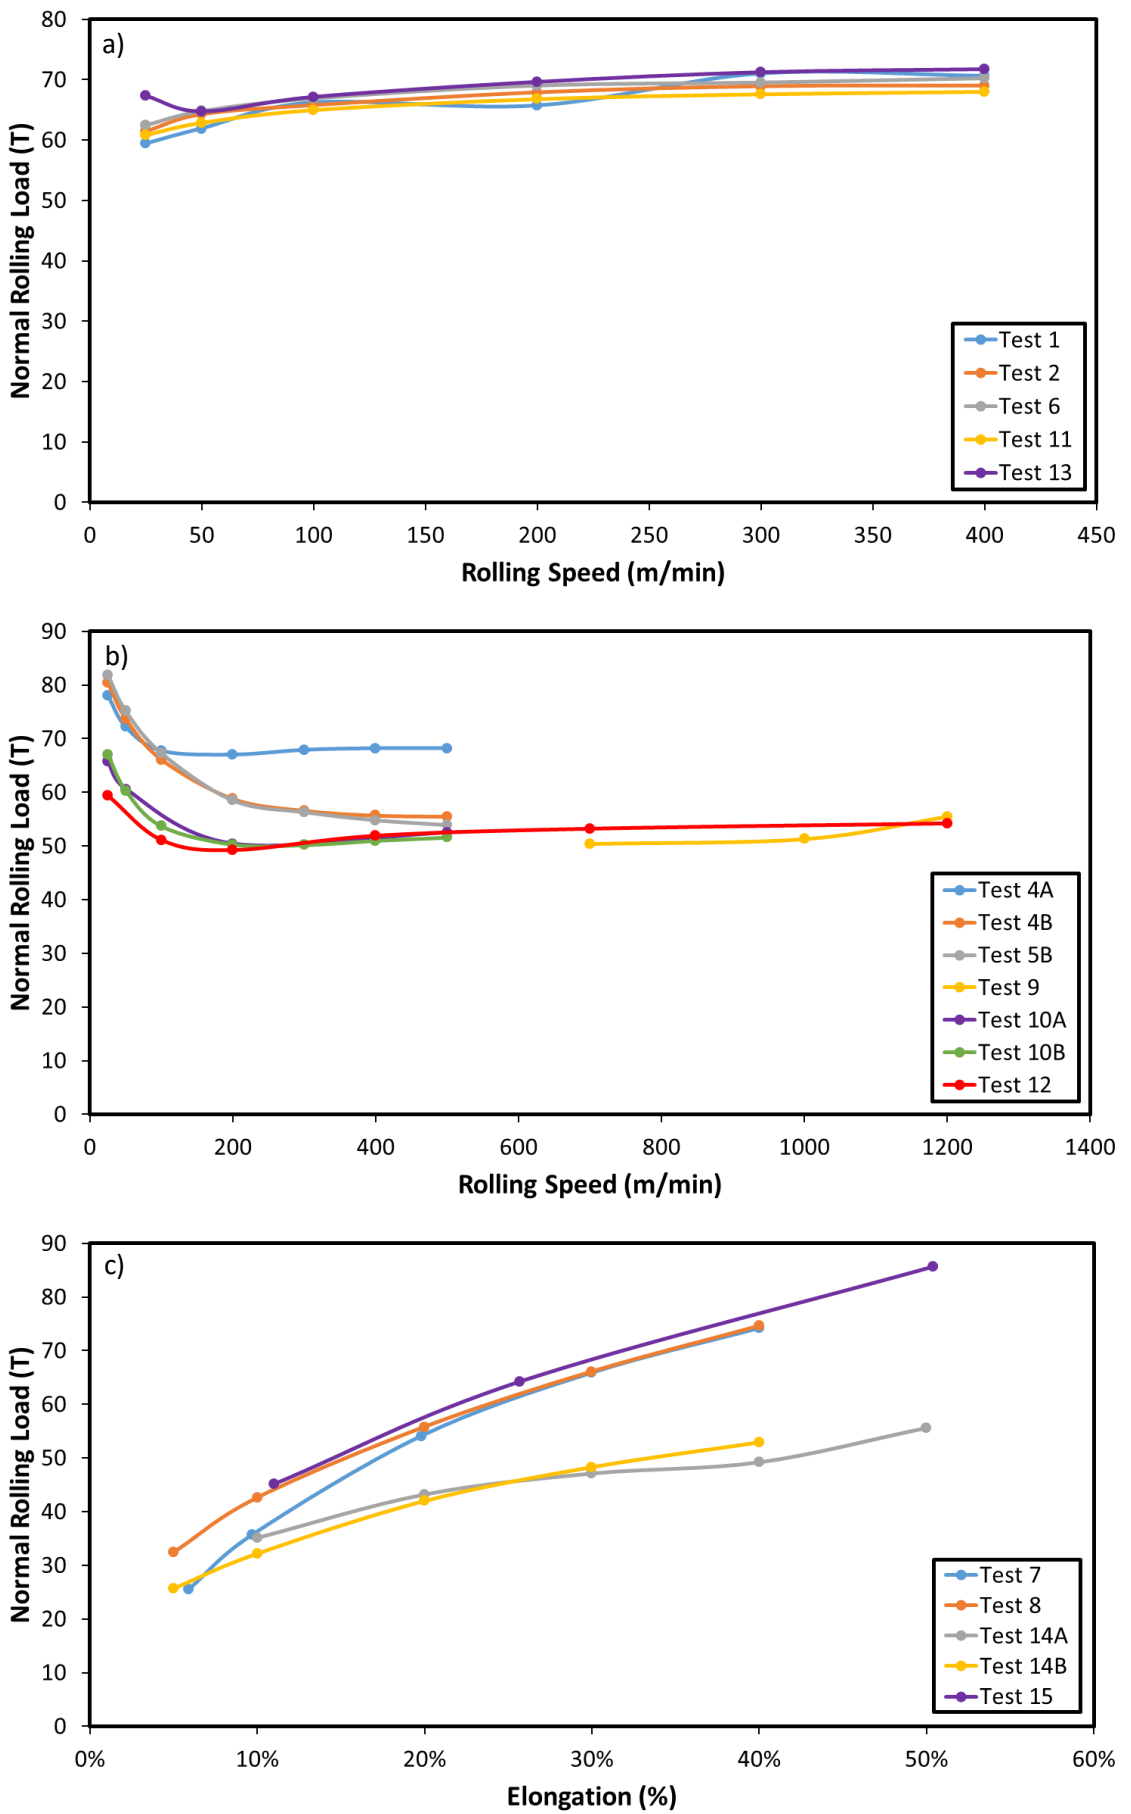 a)
80
70
60
50
40
30
20
10
0
Normal Rolling Load (T)
Test 1
Test 2
Test 6
Test 11
Test 13
0 50 100 150 200 250 300 350 400 450
Rolling Speed (m/min)
b)
90
80
70
60
50
40
30
20
10
0
Normal Rolling Load (T)
Test 4A
Test 4B
Test 5B
Test 9
Test 10A
Test 10B
Test 12
0 200 400 600 800 1000 1200 1400
Rolling Speed (m/min)
c)
90
80
70
60
50
40
30
20
10
0
Normal Rolling Load (T)
Test 7
Test 8
Test 14A
Test 14B
Test 15
0% 10% 20% 30% 40% 50% 60%
Elongation (%)